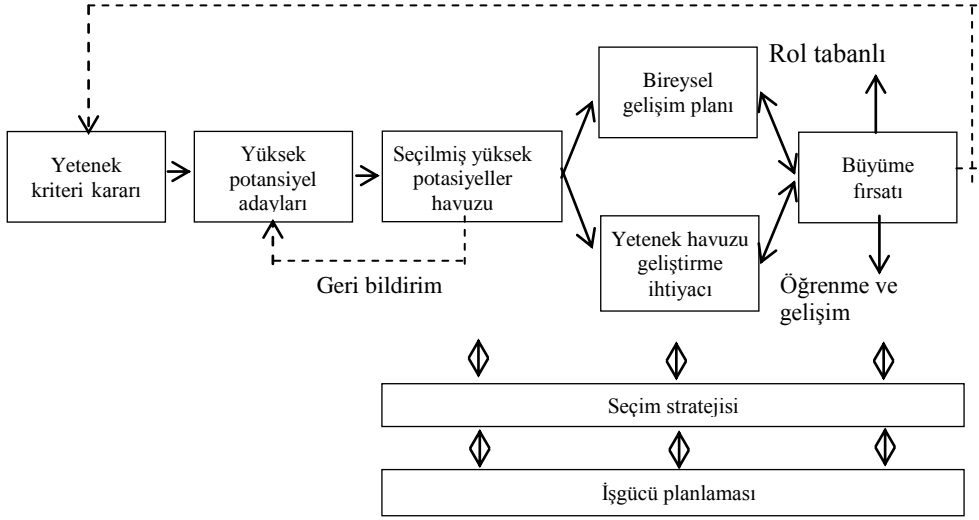 Rol tabanlı
Bireysel
gelişim planı
Yetenek
kriteri kararı
Yüksek
potansiyel
adayları
Seçilmiş yüksek
potasiyeller
havuzu
Büyüme
fırsatı
Yetenek havuzu
geliştirme
ihtiyacı
Geri bildirim
Öğrenme ve
gelişim
Seçim stratejisi
İşgücü planlaması